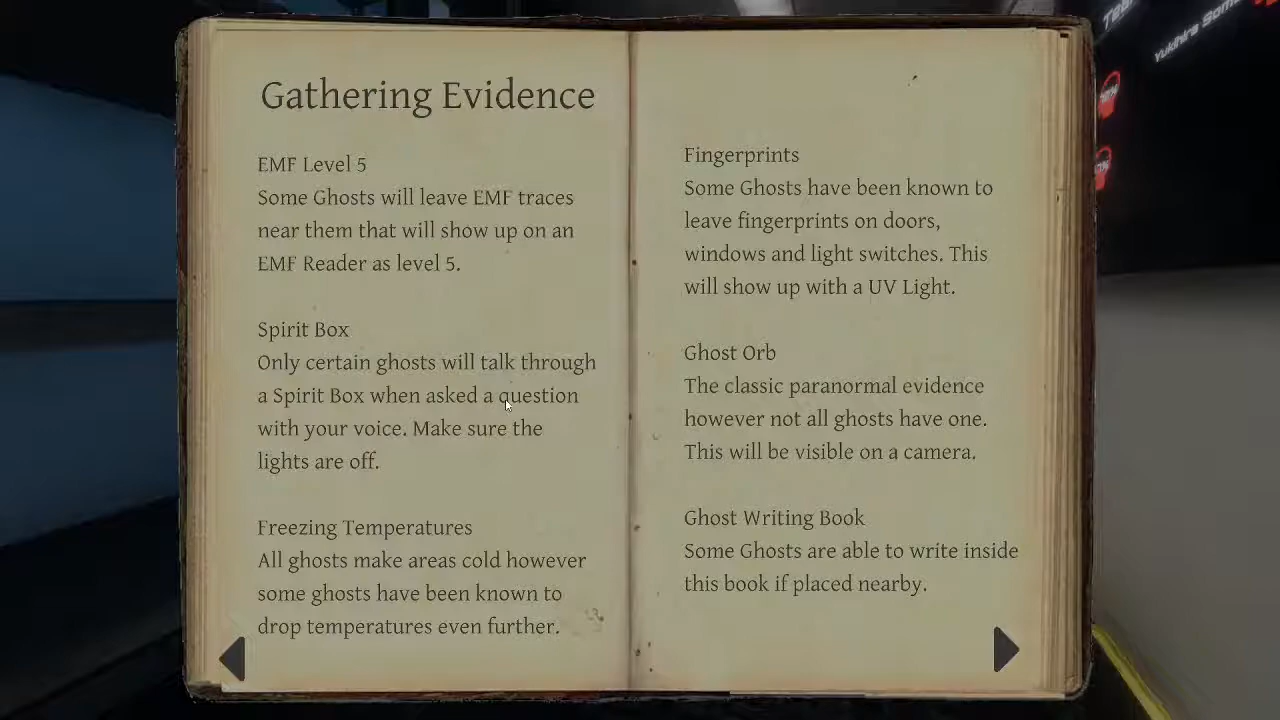 Gathering Evidence
EMF Level 5
Some Ghosts will leave EMF traces
near them that will show up on an
EMF Reader as level 5.
Spirit Box
Only certain ghosts will talk through
a Spirit Box when asked a question
with your voice. Make sure the
lights are off.
Freezing Temperatures
All ghosts make areas cold however
some ghosts have been known to
drop temperatures even further.
Fingerprints
Some Ghosts have been known to
leave fingerprints on doors,
windows and light switches. This
will show up with a UV Light.
Ghost Orb
The classic paranormal evidence
however not all ghosts have one.
This will be visible on a camera.
Ghost Writing Book
Some Ghosts are able to write inside
this book if placed nearby.